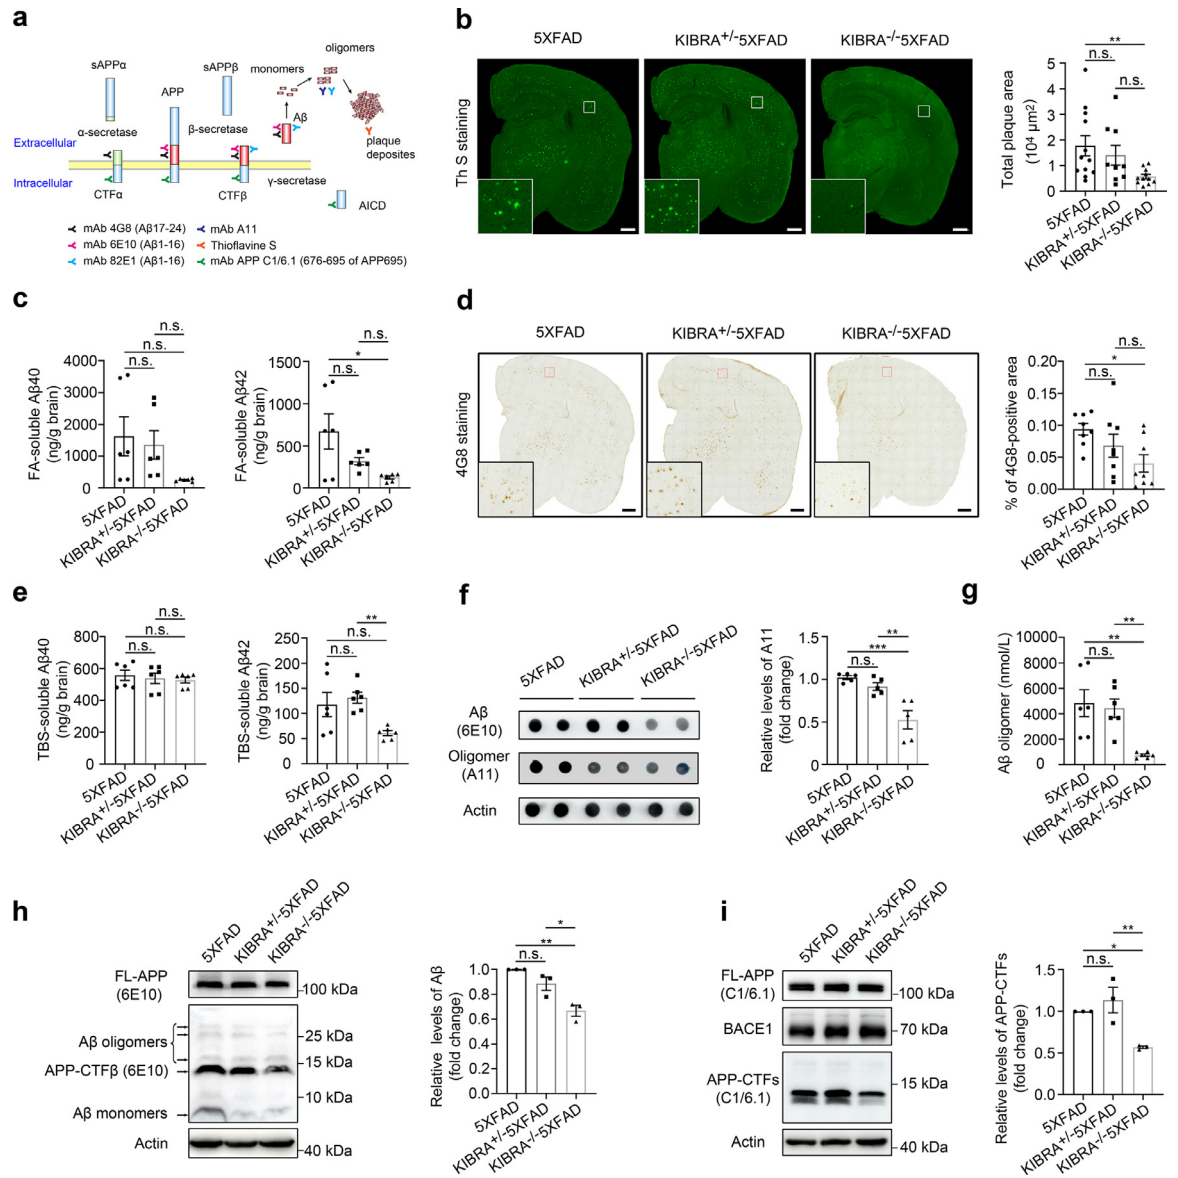 a
oligomers
sAPPα
sAPPβ
monomers
APP
Aβ
α-secretase
β-secretase
plaque
deposites
Extracellular
Intracellular
CTFα
CTFβ
γ-secretase
AICD
mAb 4G8 (Aβ17-24)
mAb A11
mAb 6E10 (Aβ1-16)
Thioflavine S
mAb 82E1 (Aβ1-16)
mAb APP C1/6.1 (676-695 of APP695)
b
5XFAD
KIBRA+/-5XFAD
KIBRA-/-5XFAD
Th S staining
Total plaque area
(10⁴ μm²)
**
n.s.
n.s.
5
4
3
2
1
0
5XFAD
KIBRA+/-5XFAD
KIBRA-/-5XFAD
c
FA-soluble Aβ40
(ng/g brain)
n.s.
n.s.
n.s.
4000
3000
2000
1000
0
5XFAD
KIBRA+/-5XFAD
KIBRA-/-5XFAD
FA-soluble Aβ42
(ng/g brain)
n.s.
*
n.s.
1500
1000
500
0
5XFAD
KIBRA+/-5XFAD
KIBRA-/-5XFAD
d
5XFAD
KIBRA+/-5XFAD
KIBRA-/-5XFAD
4G8 staining
% of 4G8-positive area
n.s.
*
n.s.
0.20
0.15
0.10
0.05
0.00
5XFAD
KIBRA+/-5XFAD
KIBRA-/-5XFAD
e
TBS-soluble Aβ40
(ng/g brain)
n.s.
n.s.
n.s.
800
600
400
200
0
5XFAD
KIBRA+/-5XFAD
KIBRA-/-5XFAD
TBS-soluble Aβ42
(ng/g brain)
**
n.s.
n.s.
250
200
150
100
50
0
5XFAD
KIBRA+/-5XFAD
KIBRA-/-5XFAD
f
5XFAD
KIBRA+/-5XFAD
KIBRA-/-5XFAD
Aβ
(6E10)
Oligomer
(A11)
Actin
Relative levels of A11
(fold change)
**
***
n.s.
1.5
1.0
0.5
0
5XFAD
KIBRA+/-5XFAD
KIBRA-/-5XFAD
g
Aβ oligomer (nmol/L)
**
**
n.s.
10000
8000
6000
4000
2000
0
5XFAD
KIBRA+/-5XFAD
KIBRA-/-5XFAD
h
5XFAD
KIBRA+/-5XFAD
KIBRA-/-5XFAD
FL-APP
(6E10)
100 kDa
Aβ oligomers
25 kDa
15 kDa
APP-CTFβ (6E10)
10 kDa
Aβ monomers
Actin
40 kDa
Relative levels of Aβ
(fold change)
*
**
n.s.
1.0
0.8
0.6
0.4
0.2
0.0
5XFAD
KIBRA+/-5XFAD
KIBRA-/-5XFAD
i
5XFAD
KIBRA+/-5XFAD
KIBRA-/-5XFAD
FL-APP
(C1/6.1)
100 kDa
BACE1
70 kDa
APP-CTFs
(C1/6.1)
15 kDa
Actin
40 kDa
Relative levels of APP-CTFs
(fold change)
**
*
n.s.
1.5
1.0
0.5
0.0
5XFAD
KIBRA+/-5XFAD
KIBRA-/-5XFAD